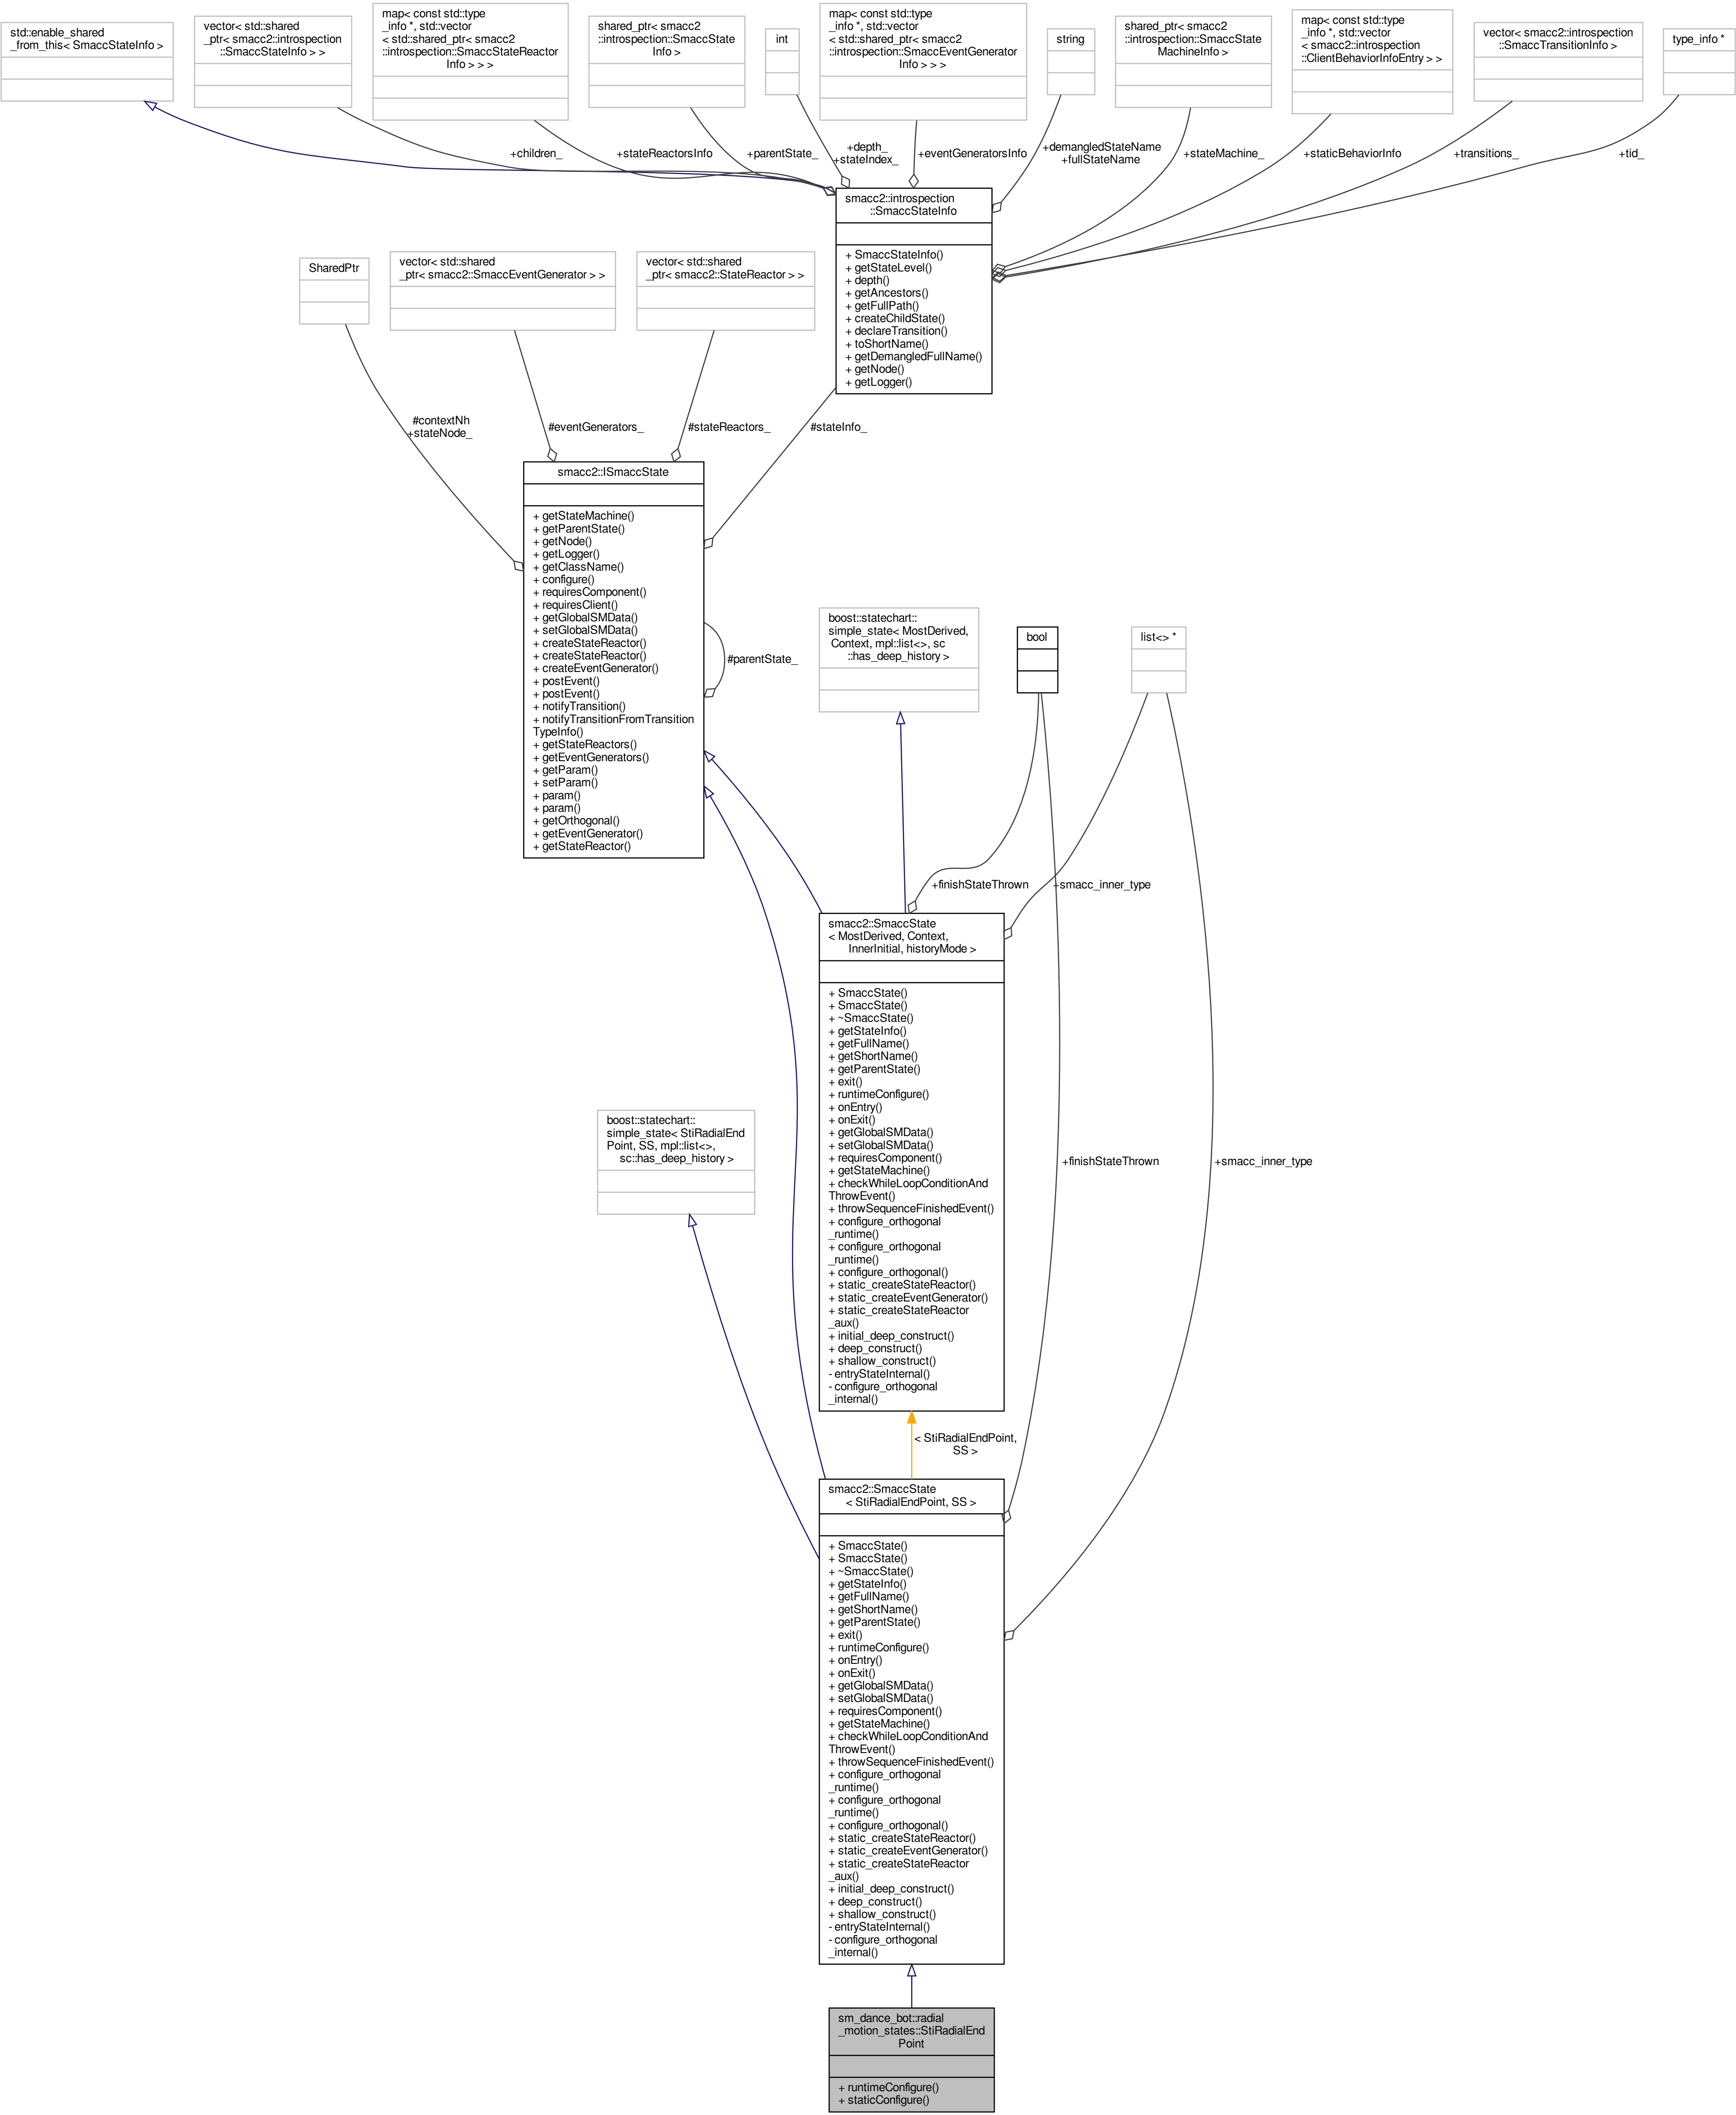 std::enable_shared
_from_this< SmaccStateInfo >
vector< std::shared
_ptr< smacc2::introspection
::SmaccStateInfo > >
map< const std::type
_info *, std::vector
< std::shared_ptr< smacc2
::introspection::SmaccStateReactor
Info > > >
shared_ptr< smacc2
::introspection::SmaccState
Info >
int
map< const std::type
_info *, std::vector
< std::shared_ptr< smacc2
::introspection::SmaccEventGenerator
Info > > >
string
shared_ptr< smacc2
::introspection::SmaccState
MachineInfo >
map< const std::type
_info *, std::vector
< smacc2::introspection
::ClientBehaviorInfoEntry > >
vector< smacc2::introspection
::SmaccTransitionInfo >
type_info *
+children_
+stateReactorsInfo
+parentState_
+depth_
+stateIndex_
+eventGeneratorsInfo
+demangledStateName
+fullStateName
+stateMachine_
+staticBehaviorInfo
+transitions_
+tid_
smacc2::introspection
::SmaccStateInfo
+ SmaccStateInfo()
+ getStateLevel()
+ depth()
+ getAncestors()
+ getFullPath()
+ createChildState()
+ declareTransition()
+ toShortName()
+ getDemangledFullName()
+ getNode()
+ getLogger()
SharedPtr
vector< std::shared
_ptr< smacc2::SmaccEventGenerator > >
vector< std::shared
_ptr< smacc2::StateReactor > >
#contextNh
+stateNode_
#eventGenerators_
#stateReactors_
#stateInfo_
smacc2::ISmaccState
+ getStateMachine()
+ getParentState()
+ getNode()
+ getLogger()
+ getClassName()
+ configure()
+ requiresComponent()
+ requiresClient()
+ getGlobalSMData()
+ setGlobalSMData()
+ createStateReactor()
+ createStateReactor()
+ createEventGenerator()
+ postEvent()
+ postEvent()
+ notifyTransition()
+ notifyTransitionFromTransition
TypeInfo()
+ getStateReactors()
+ getEventGenerators()
+ getParam()
+ setParam()
+ param()
+ param()
+ getOrthogonal()
+ getEventGenerator()
+ getStateReactor()
#parentState_
boost::statechart::
simple_state< MostDerived,
Context, mpl::list<>, sc
::has_deep_history >
bool
list<> *
+finishStateThrown
+smacc_inner_type
smacc2::SmaccState
< MostDerived, Context,
InnerInitial, historyMode >
+ SmaccState()
+ SmaccState()
+ ~SmaccState()
+ getStateInfo()
+ getFullName()
+ getShortName()
+ getParentState()
+ exit()
+ runtimeConfigure()
+ onEntry()
+ onExit()
+ getGlobalSMData()
+ setGlobalSMData()
+ requiresComponent()
+ getStateMachine()
+ checkWhileLoopConditionAnd
ThrowEvent()
+ throwSequenceFinishedEvent()
+ configure_orthogonal
_runtime()
+ configure_orthogonal
_runtime()
+ configure_orthogonal()
+ static_createStateReactor()
+ static_createEventGenerator()
+ static_createStateReactor
_aux()
+ initial_deep_construct()
+ deep_construct()
+ shallow_construct()
- entryStateInternal()
- configure_orthogonal
_internal()
boost::statechart::
simple_state< StiRadialEnd
Point, SS, mpl::list<>,
sc::has_deep_history >
+finishStateThrown
+smacc_inner_type
< StiRadialEndPoint,
SS >
smacc2::SmaccState
< StiRadialEndPoint, SS >
+ SmaccState()
+ SmaccState()
+ ~SmaccState()
+ getStateInfo()
+ getFullName()
+ getShortName()
+ getParentState()
+ exit()
+ runtimeConfigure()
+ onEntry()
+ onExit()
+ getGlobalSMData()
+ setGlobalSMData()
+ requiresComponent()
+ getStateMachine()
+ checkWhileLoopConditionAnd
ThrowEvent()
+ throwSequenceFinishedEvent()
+ configure_orthogonal
_runtime()
+ configure_orthogonal
_runtime()
+ configure_orthogonal()
+ static_createStateReactor()
+ static_createEventGenerator()
+ static_createStateReactor
_aux()
+ initial_deep_construct()
+ deep_construct()
+ shallow_construct()
- entryStateInternal()
- configure_orthogonal
_internal()
sm_dance_bot::radial
_motion_states::StiRadialEnd
Point
+ runtimeConfigure()
+ staticConfigure()